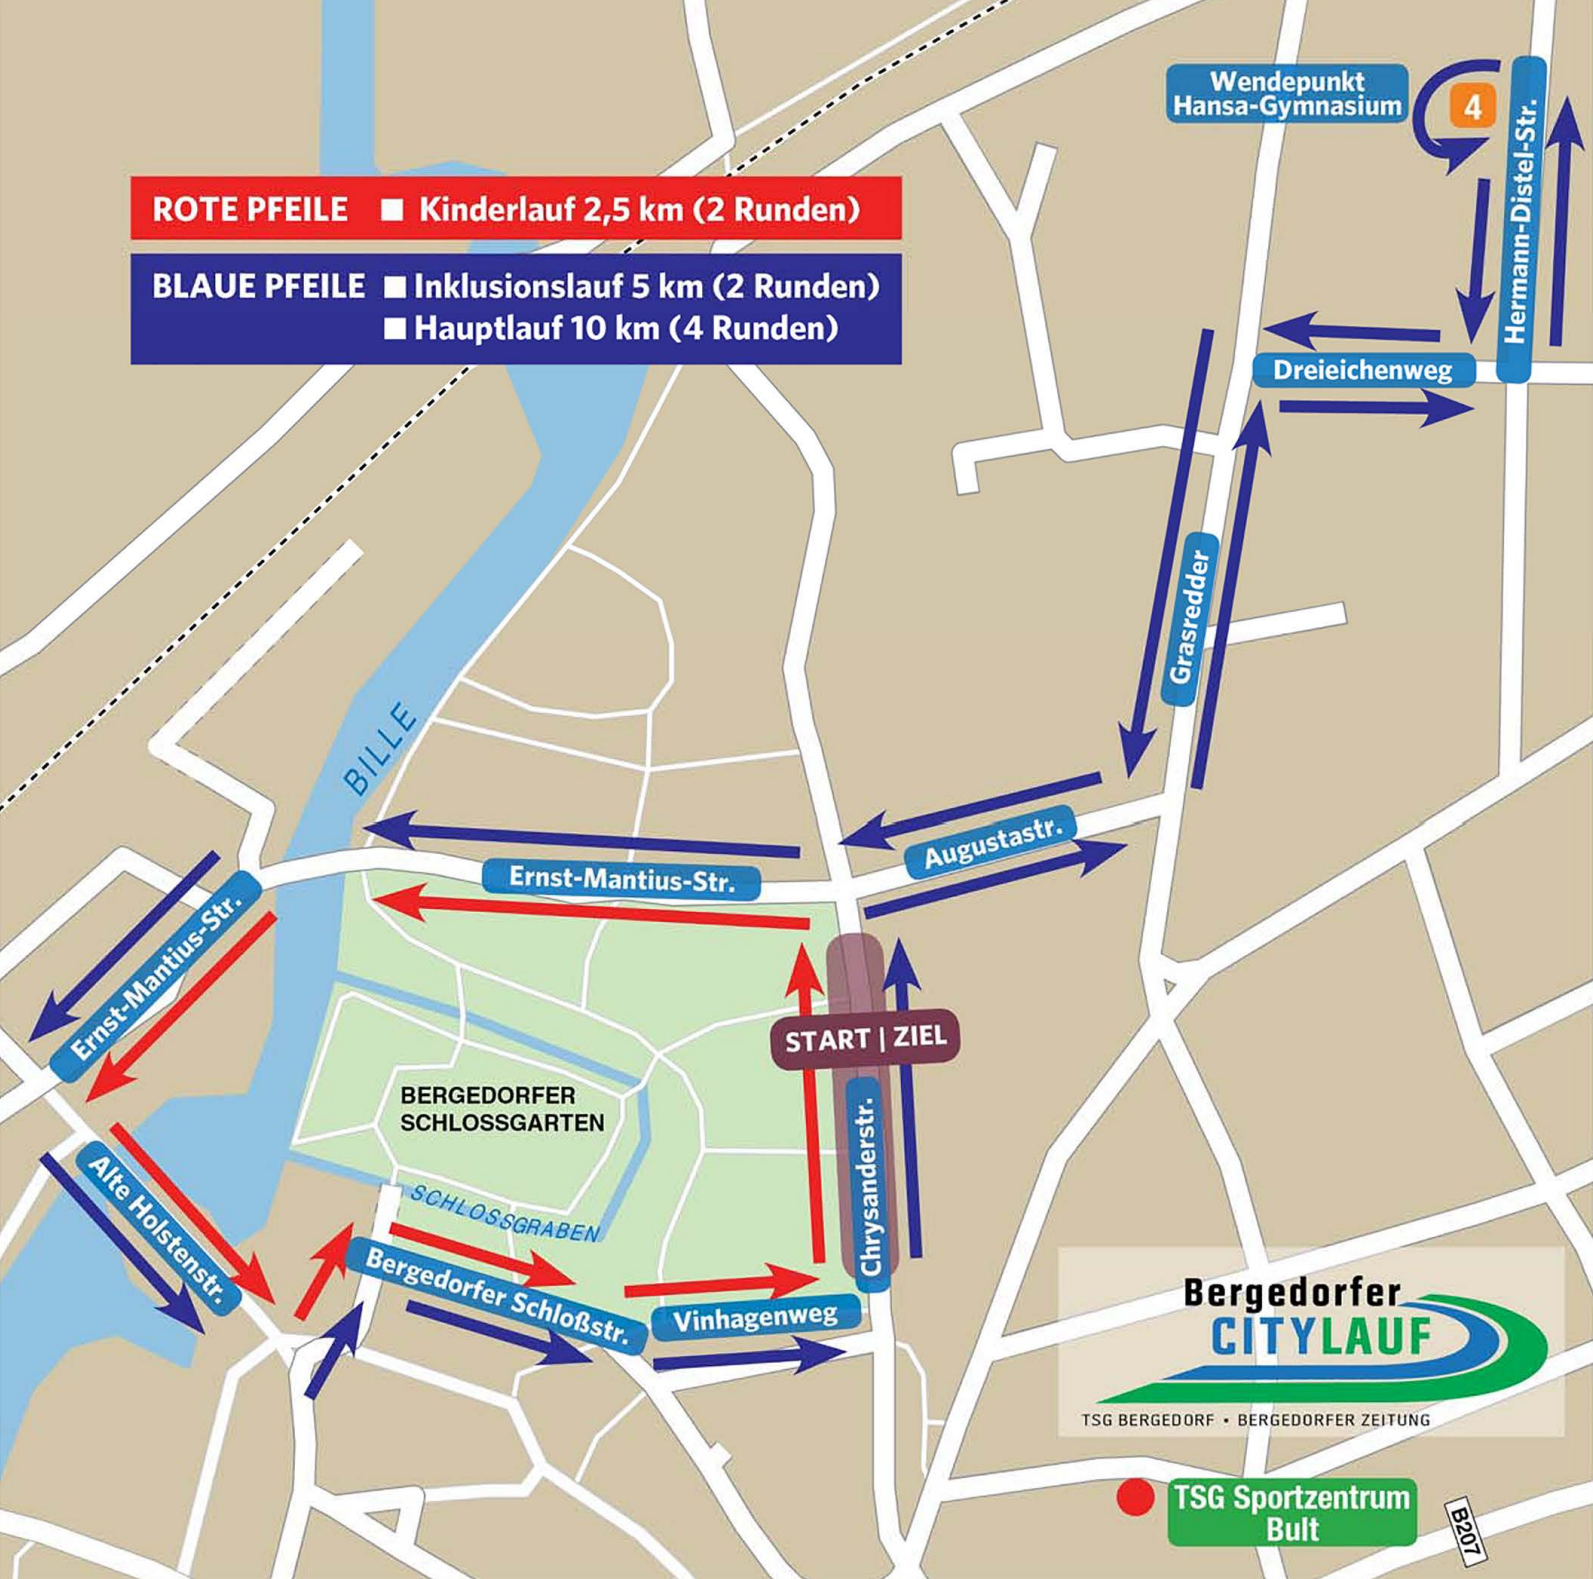 Wendepunkt
Hansa-Gymnasium
4
Hermann-Distel-Str.
ROTE PFEILE ■ Kinderlauf 2,5 km (2 Runden)
BLAUE PFEILE ■ Inklusionslauf 5 km (2 Runden)
■ Hauptlauf 10 km (4 Runden)
Dreieichenweg
Grasredder
BILLE
Augustastr.
Ernst-Mantius-Str.
Ernst-Mantius-Str.
START | ZIEL
BERGEDORFER
SCHLOSSGARTEN
Chrysanderstr.
Alte Holstenstr.
SCHLOSSGRABEN
Bergedorfer Schloßstr.
Vinhagenweg
Bergedorfer
CITYLAUF
TSG BERGEDORF • BERGEDORFER ZEITUNG
TSG Sportzentrum
Bult
B207